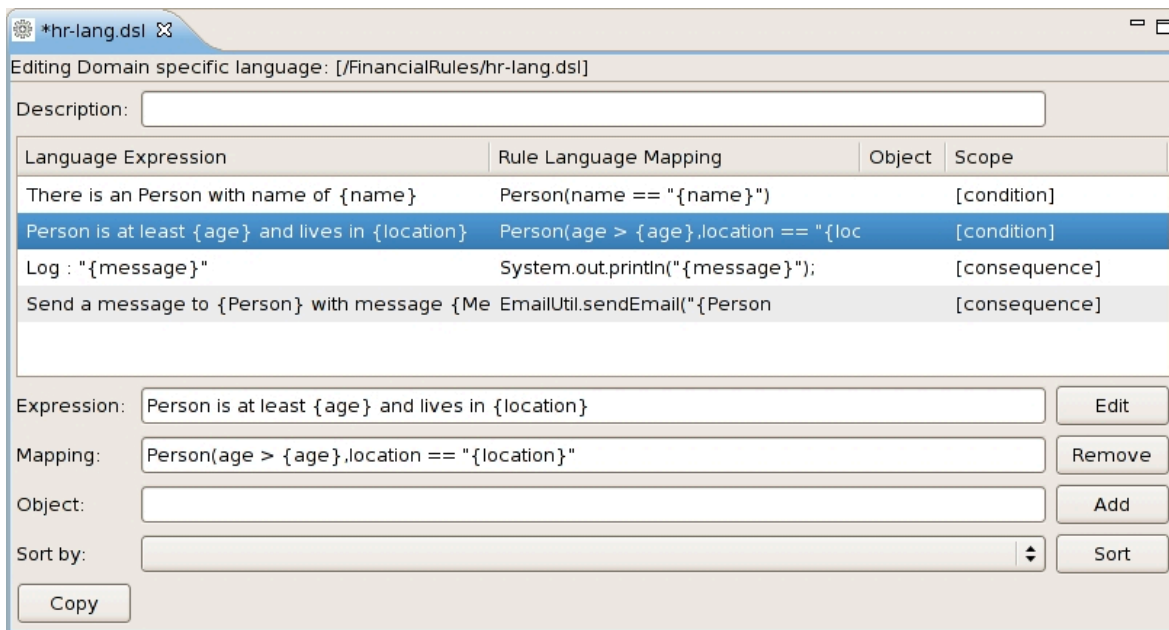 *hr-lang.dsl
Editing Domain specific language: [/FinancialRules/hr-lang.dsl]
Description:
Language Expression Rule Language Mapping Object Scope
There is an Person with name of {name} Person(name == "{name}") [condition]
Person is at least {age} and lives in {location} Person(age > {age},location == "{loc [condition]
Log : "{message}" System.out.println("{message}"); [consequence]
Send a message to {Person} with message {Me EmailUtil.sendEmail("{Person [consequence]
Expression: Person is at least {age} and lives in {location} Edit
Mapping: Person(age > {age},location == "{location}" Remove
Object: Add
Sort by: Sort
Copy